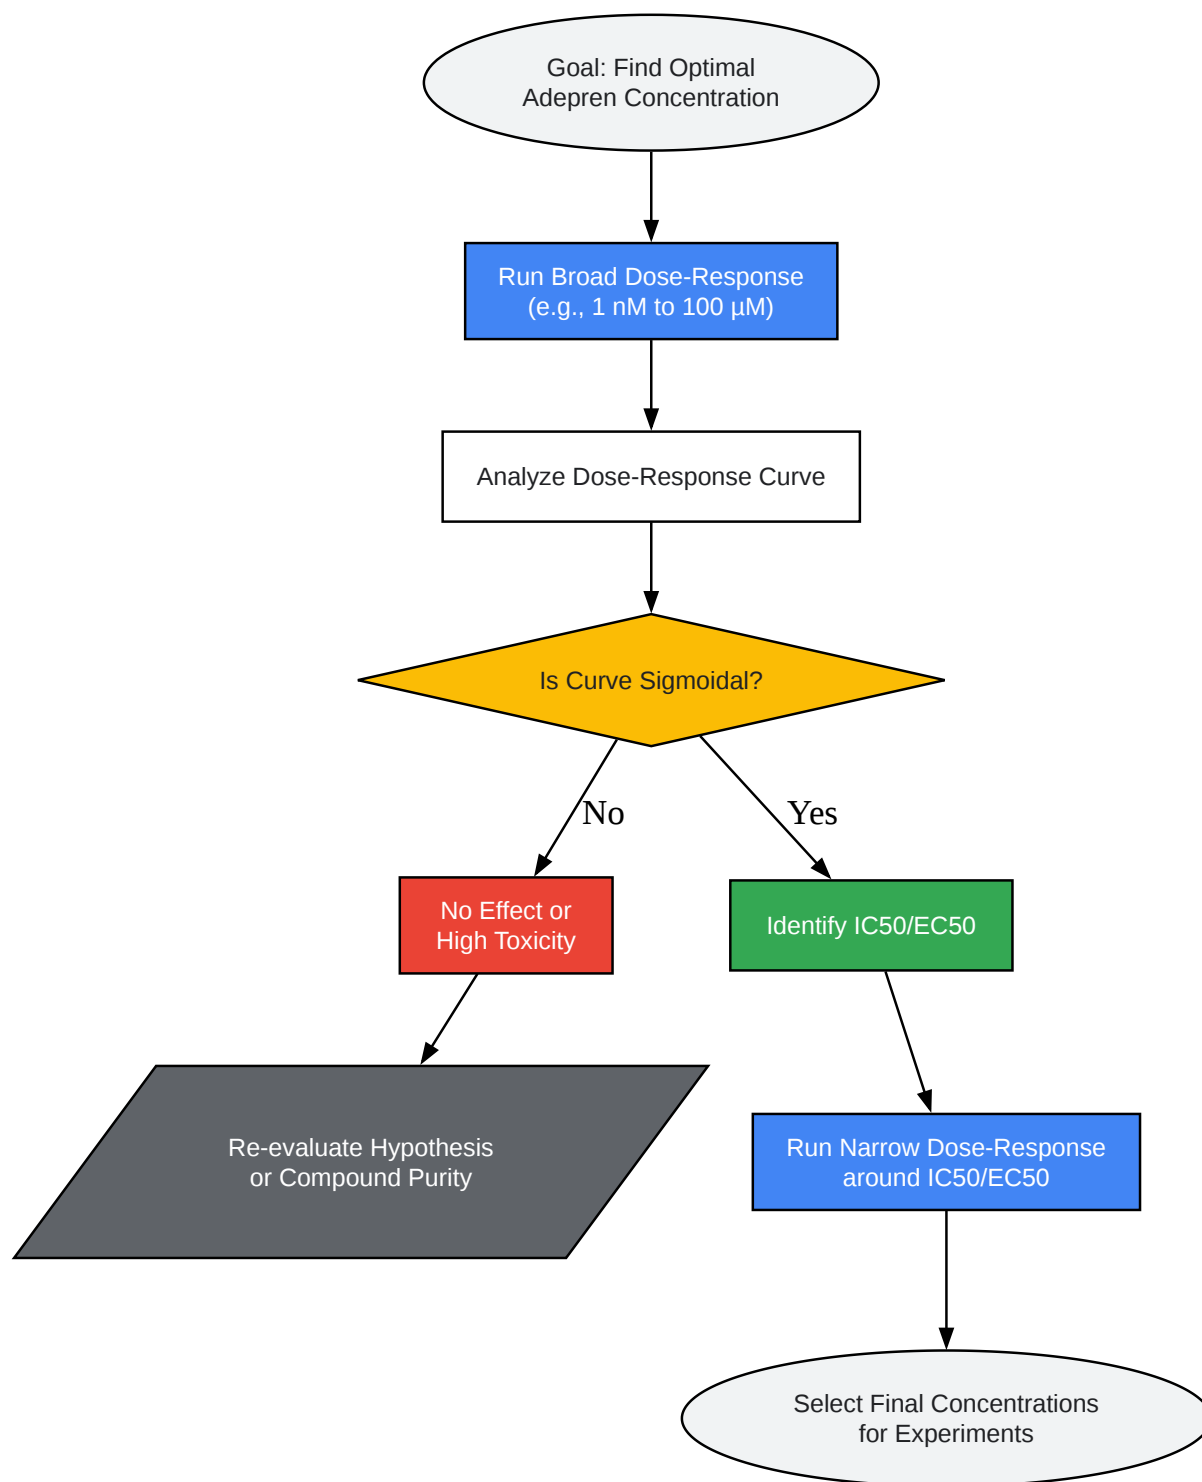 Goal: Find Optimal
Adepren Concentration
Run Broad Dose-Response
(e.g., 1 nM to 100 µM)
Analyze Dose-Response Curve
Is Curve Sigmoidal?
No
Yes
No Effect or
High Toxicity
Identify IC50/EC50
Re-evaluate Hypothesis
or Compound Purity
Run Narrow Dose-Response
around IC50/EC50
Select Final Concentrations
for Experiments